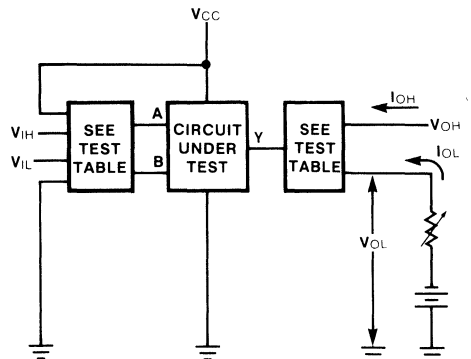 VCC
IOH
A
VIH
SEE
TEST
TABLE
CIRCUIT
UNDER
TEST
Y
SEE
TEST
TABLE
VOH
IOL
VIL
B
VOL